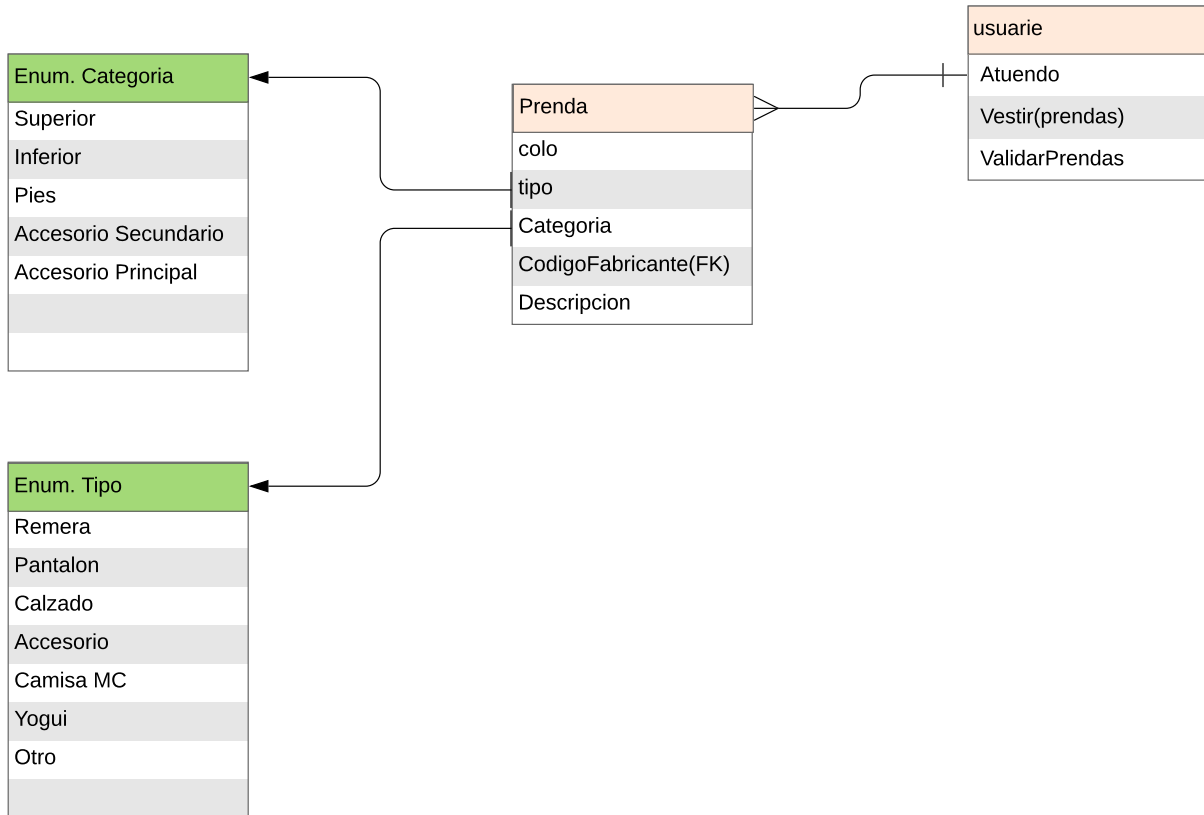 Enum. Categoria
Superior
Inferior
Pies
Accesorio Secundario
Accesorio Principal
Enum. Tipo
Remera
Pantalon
Calzado
Accesorio
Camisa MC
Yogui
Otro
Prenda
colo
tipo
Categoria
CodigoFabricante(FK)
Descripcion
usuarie
Atuendo
Vestir(prendas)
ValidarPrendas